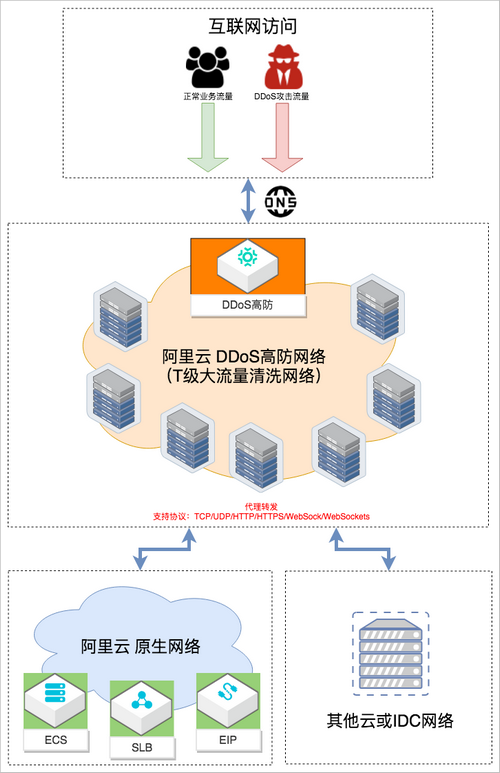 互联网访问
正常业务流量
DDoS攻击流量
DNS
DDoS高防
阿里云 DDoS高防网络
（T级大流量清洗网络）
代理转发
支持协议：TCP/UDP/HTTP/HTTPS/WebSock/WebSockets
阿里云 原生网络
ECS
SLB
EIP
其他云或IDC网络